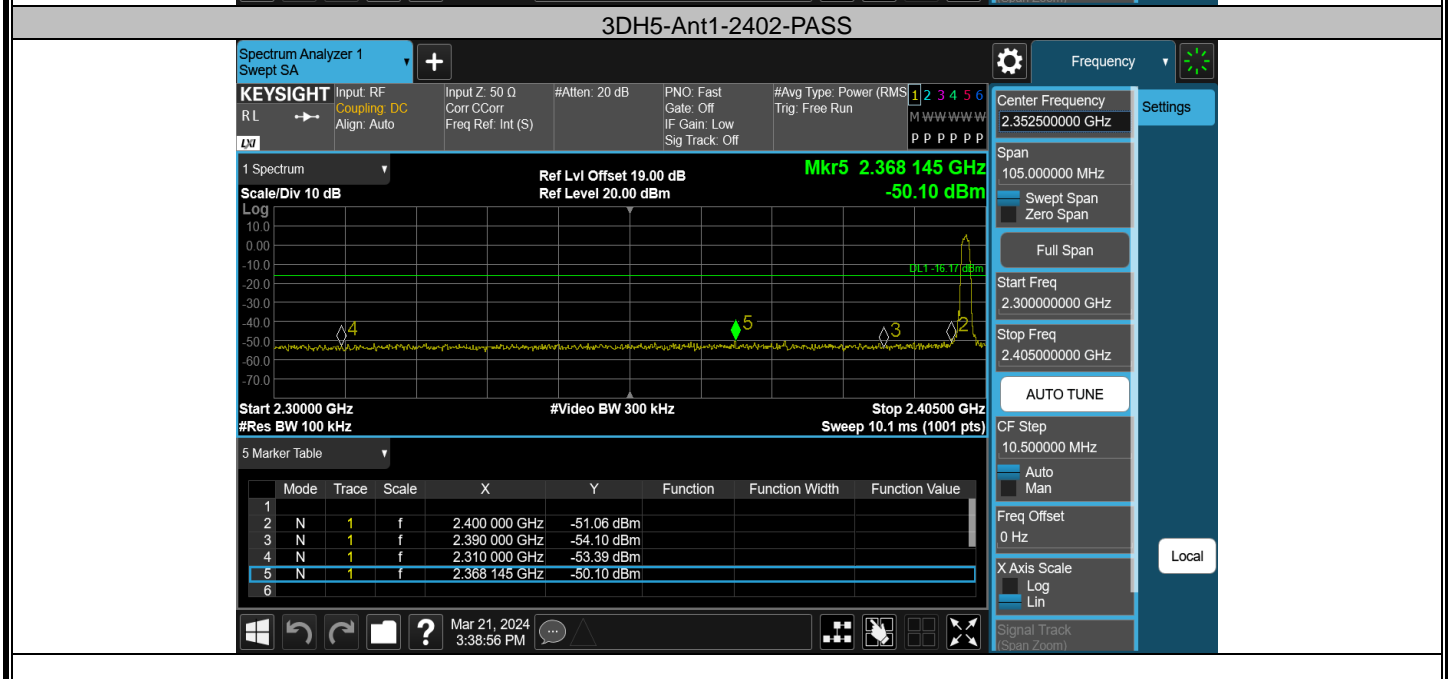 3DH5-Ant1-2402-PASS
Spectrum Analyzer 1
Swept SA
+
Frequency
KEYSIGHT
RL
LXI
Input: RF
Coupling: DC
Align: Auto
Input Z: 50 Ω
Corr CCorr
Freq Ref: Int (S)
#Atten: 20 dB
PNO: Fast
Gate: Off
IF Gain: Low
Sig Track: Off
#Avg Type: Power (RMS
Trig: Free Run
1 2 3 4 5 6
M W W W W W
P P P P P P
1 Spectrum
Scale/Div 10 dB
Ref Lvl Offset 19.00 dB
Ref Level 20.00 dBm
Mkr5 2.368 145 GHz
-50.10 dBm
Log
10.0
0.00
-10.0
-20.0
-30.0
-40.0
-50.0
-60.0
-70.0
DL1 -16.17 dBm
4
5
3
2
Start 2.30000 GHz
#Video BW 300 kHz
Stop 2.40500 GHz
#Res BW 100 kHz
Sweep 10.1 ms (1001 pts)
5 Marker Table
Mode Trace Scale X Y Function Function Width Function Value
1
2 N 1 f 2.400 000 GHz -51.06 dBm
3 N 1 f 2.390 000 GHz -54.10 dBm
4 N 1 f 2.310 000 GHz -53.39 dBm
5 N 1 f 2.368 145 GHz -50.10 dBm
6
?
Mar 21, 2024
3:38:56 PM
Center Frequency
2.352500000 GHz
Settings
Span
105.000000 MHz
Swept Span
Zero Span
Full Span
Start Freq
2.300000000 GHz
Stop Freq
2.405000000 GHz
AUTO TUNE
CF Step
10.500000 MHz
Auto
Man
Freq Offset
0 Hz
X Axis Scale
Log
Lin
Local
Signal Track
(Span Zoom)